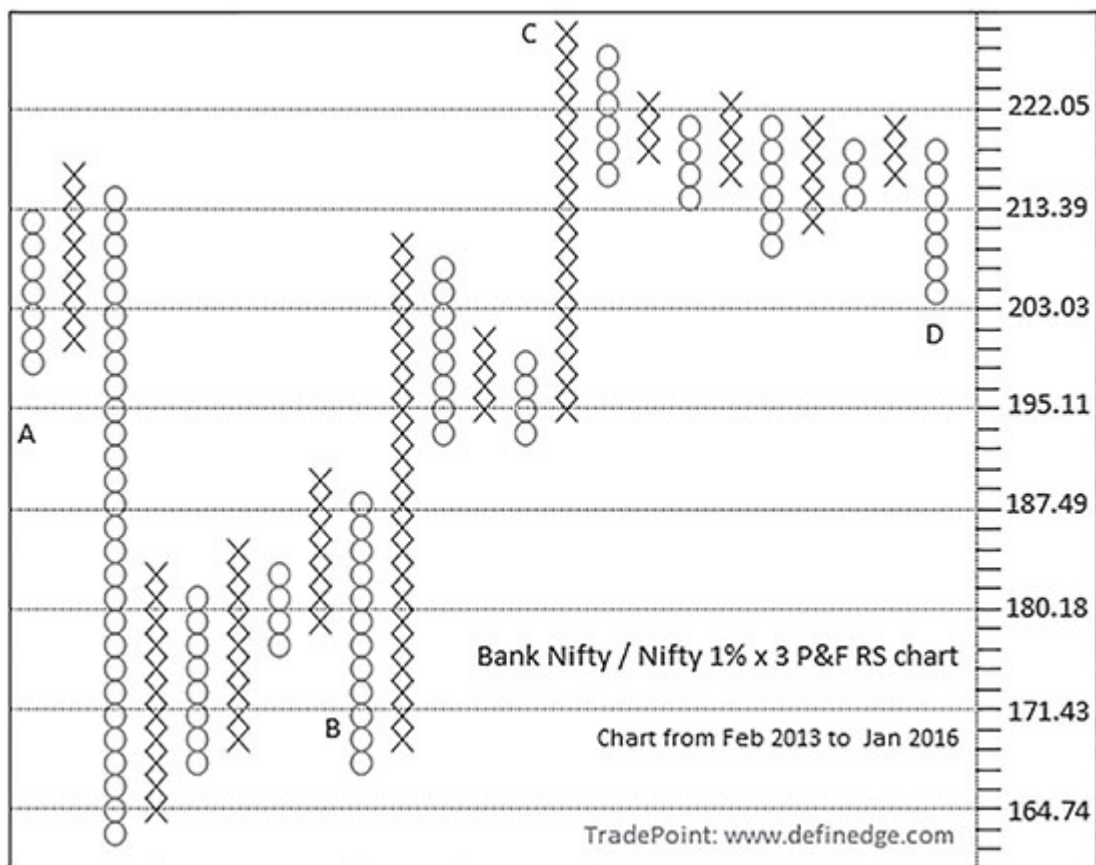 C
222.05
213.39
203.03
D
195.11
A
187.49
180.18
Bank Nifty / Nifty 1% x 3 P&F RS chart
171.43
B
Chart from Feb 2013 to Jan 2016
164.74
TradePoint: www.definedge.com